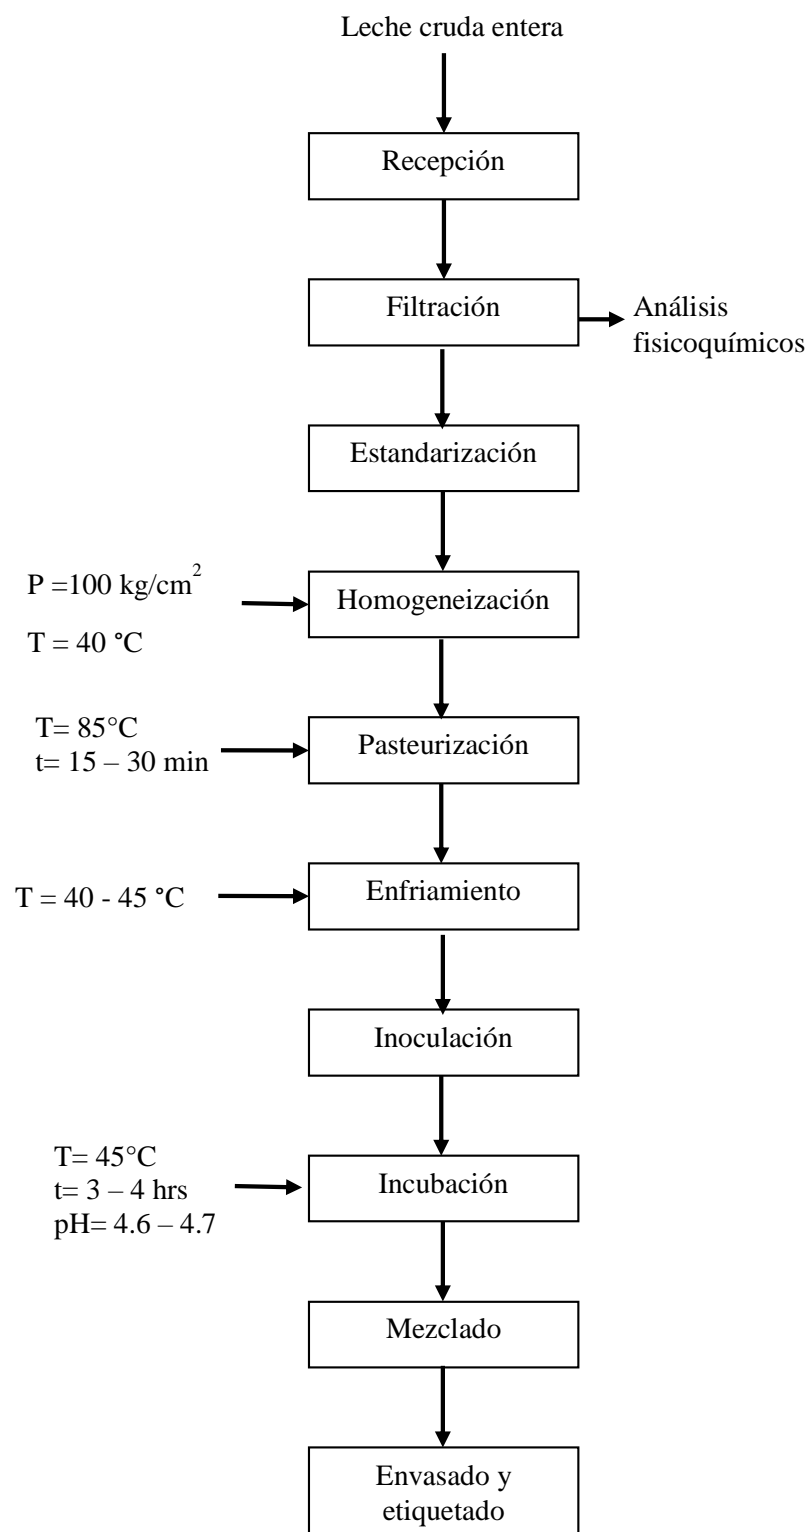 Leche cruda entera
Recepción
Filtración
Análisis
fisicoquímicos
Estandarización
P =100 kg/cm²
T = 40 °C
Homogeneización
T= 85°C
t= 15 – 30 min
Pasteurización
T = 40 - 45 °C
Enfriamiento
Inoculación
T= 45°C
t= 3 – 4 hrs
pH= 4.6 – 4.7
Incubación
Mezclado
Envasado y
etiquetado